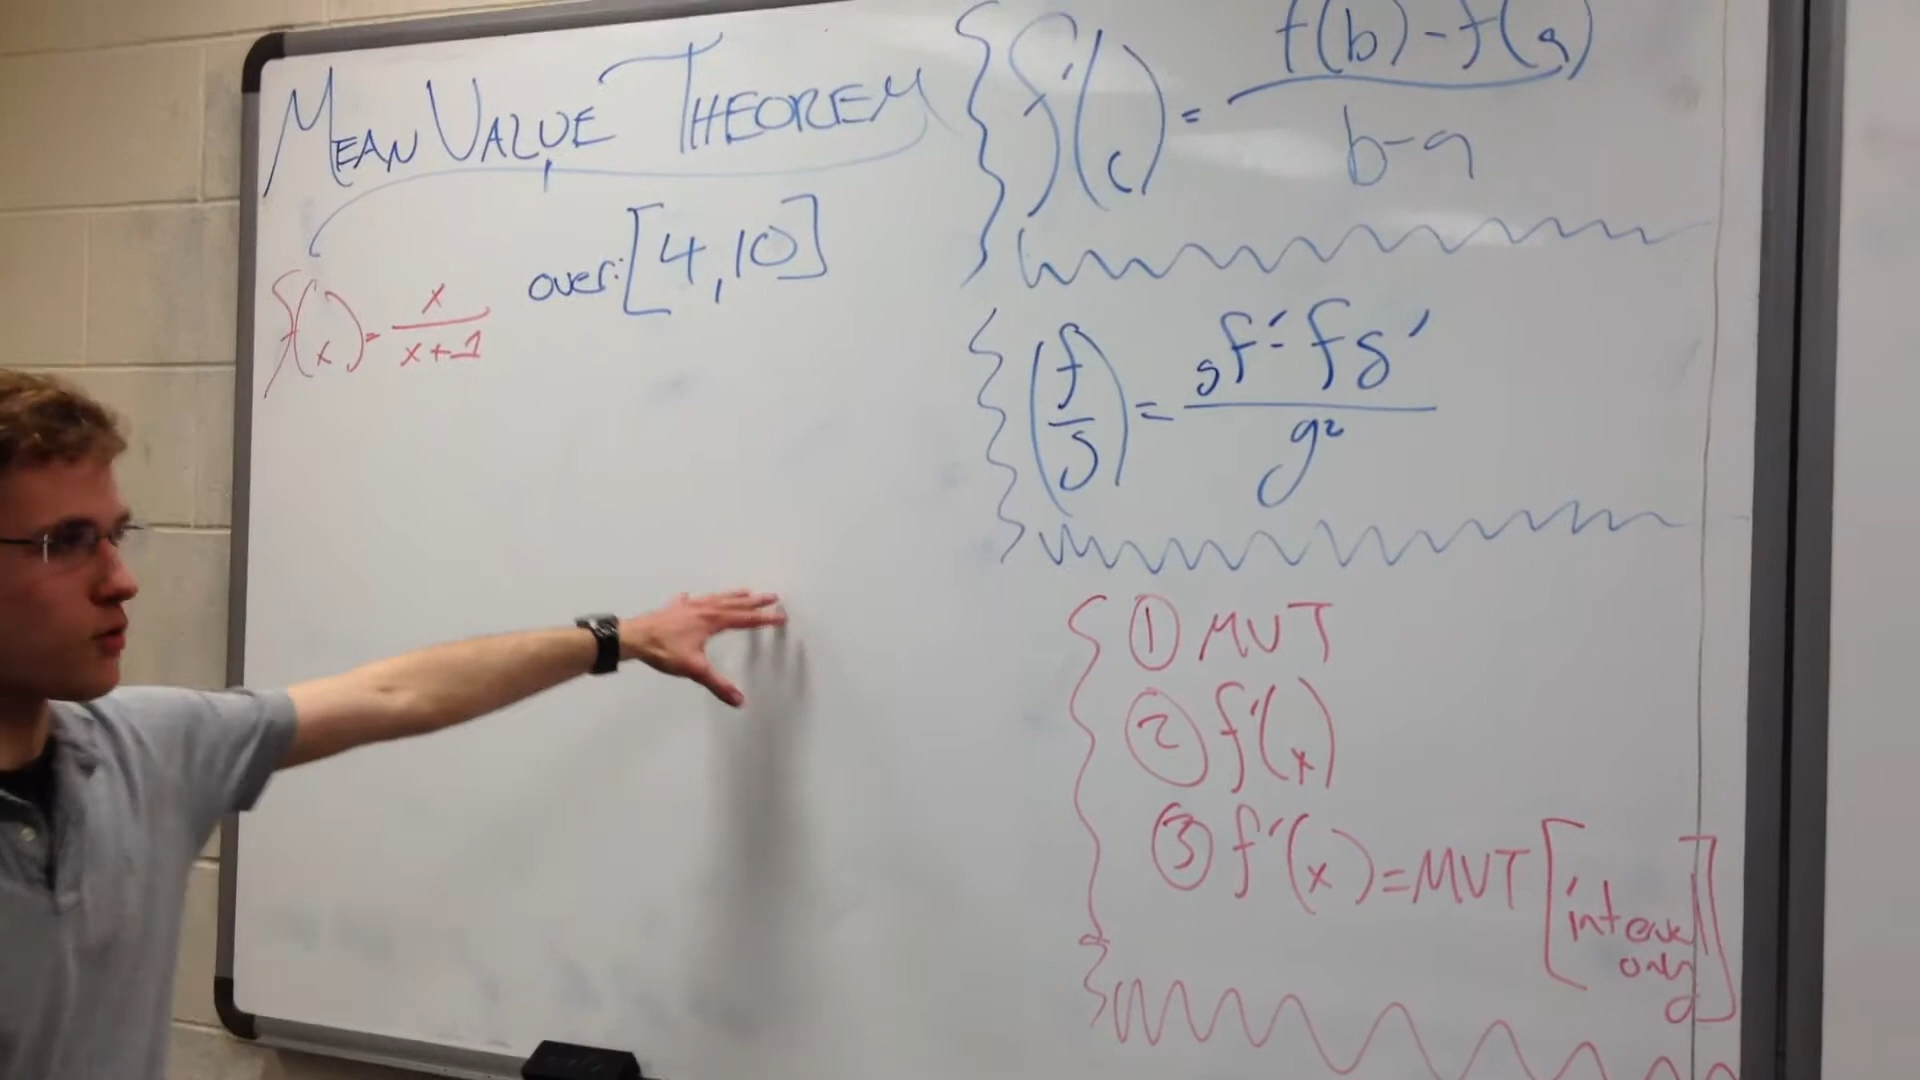 MEAN VALUE THEOREM
f(x) = x/(x+1) over: [4,10]
f'(c) = (f(b)-f(a))/(b-a)
(f/g)' = (gf'-fg')/g²
① MVT
② f'(x)
③ f'(x)=MVT [interval only]